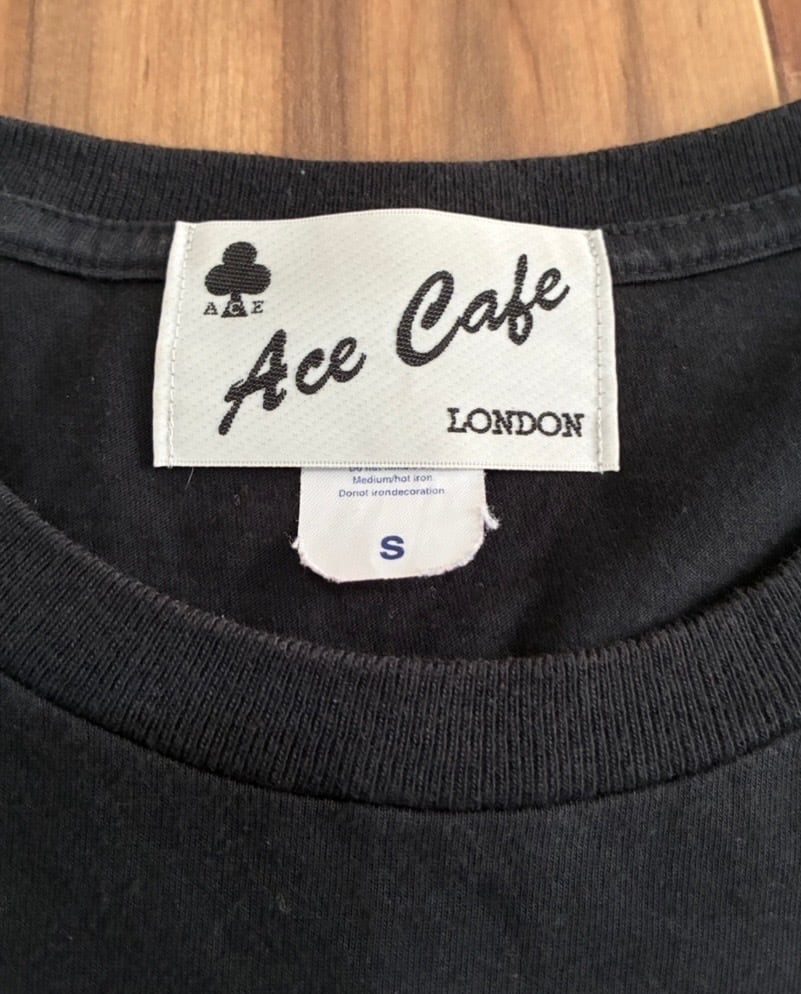 ACE
Ace Cafe
LONDON
Medium/hot iron
Donot irondecoration
S